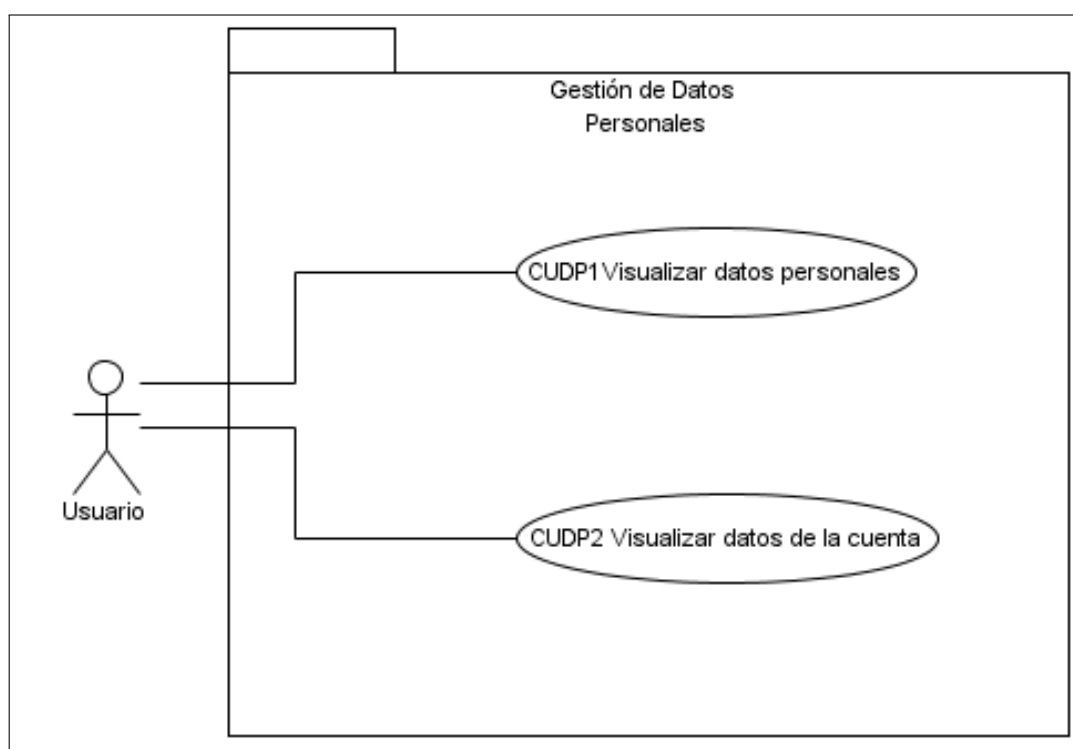 Gestión de Datos
Personales
CUDP1 Visualizar datos personales
Usuario
CUDP2 Visualizar datos de la cuenta